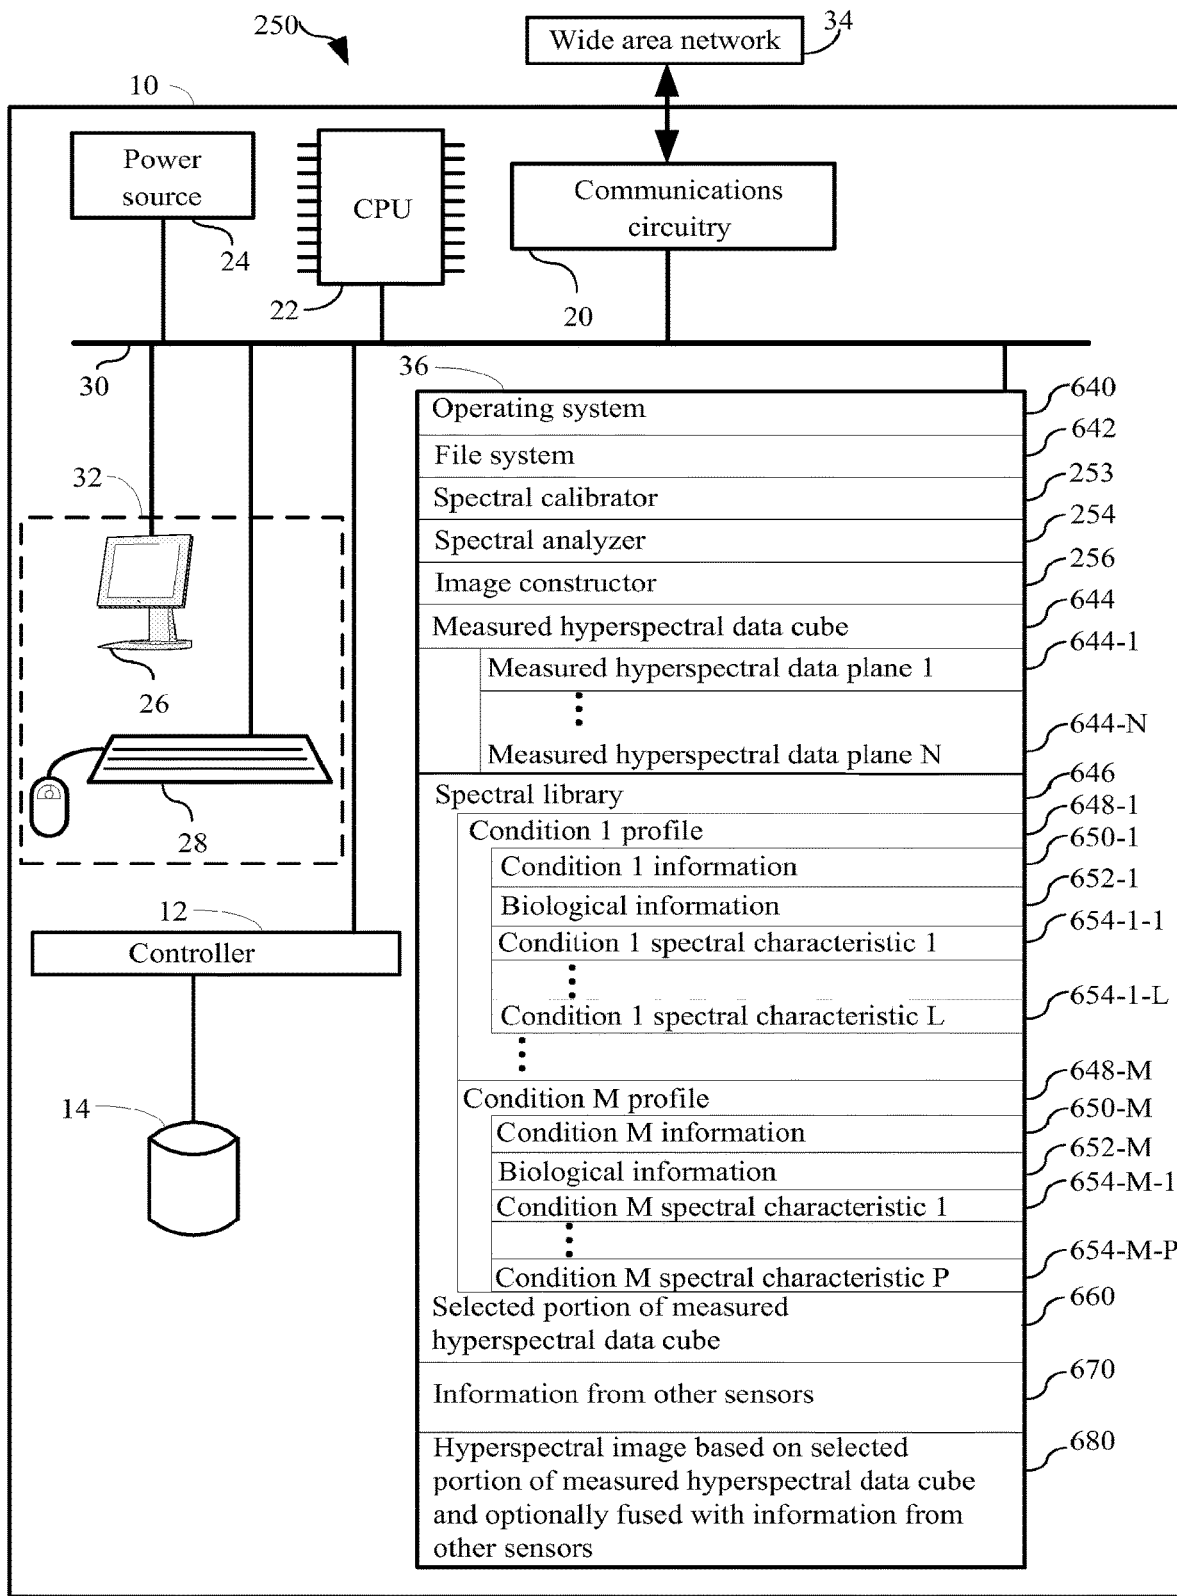 250
Wide area network
34
10
Power
source
24
CPU
22
Communications
circuitry
20
30
36
Operating system
640
File system
642
Spectral calibrator
253
Spectral analyzer
254
Image constructor
256
Measured hyperspectral data cube
644
Measured hyperspectral data plane 1
644-1
Measured hyperspectral data plane N
644-N
Spectral library
646
Condition 1 profile
648-1
Condition 1 information
650-1
Biological information
652-1
Condition 1 spectral characteristic 1
654-1-1
Condition 1 spectral characteristic L
654-1-L
Condition M profile
648-M
Condition M information
650-M
Biological information
652-M
Condition M spectral characteristic 1
654-M-1
Condition M spectral characteristic P
654-M-P
Selected portion of measured
hyperspectral data cube
660
Information from other sensors
670
Hyperspectral image based on selected
portion of measured hyperspectral data cube
and optionally fused with information from
other sensors
680
32
26
28
12
Controller
14